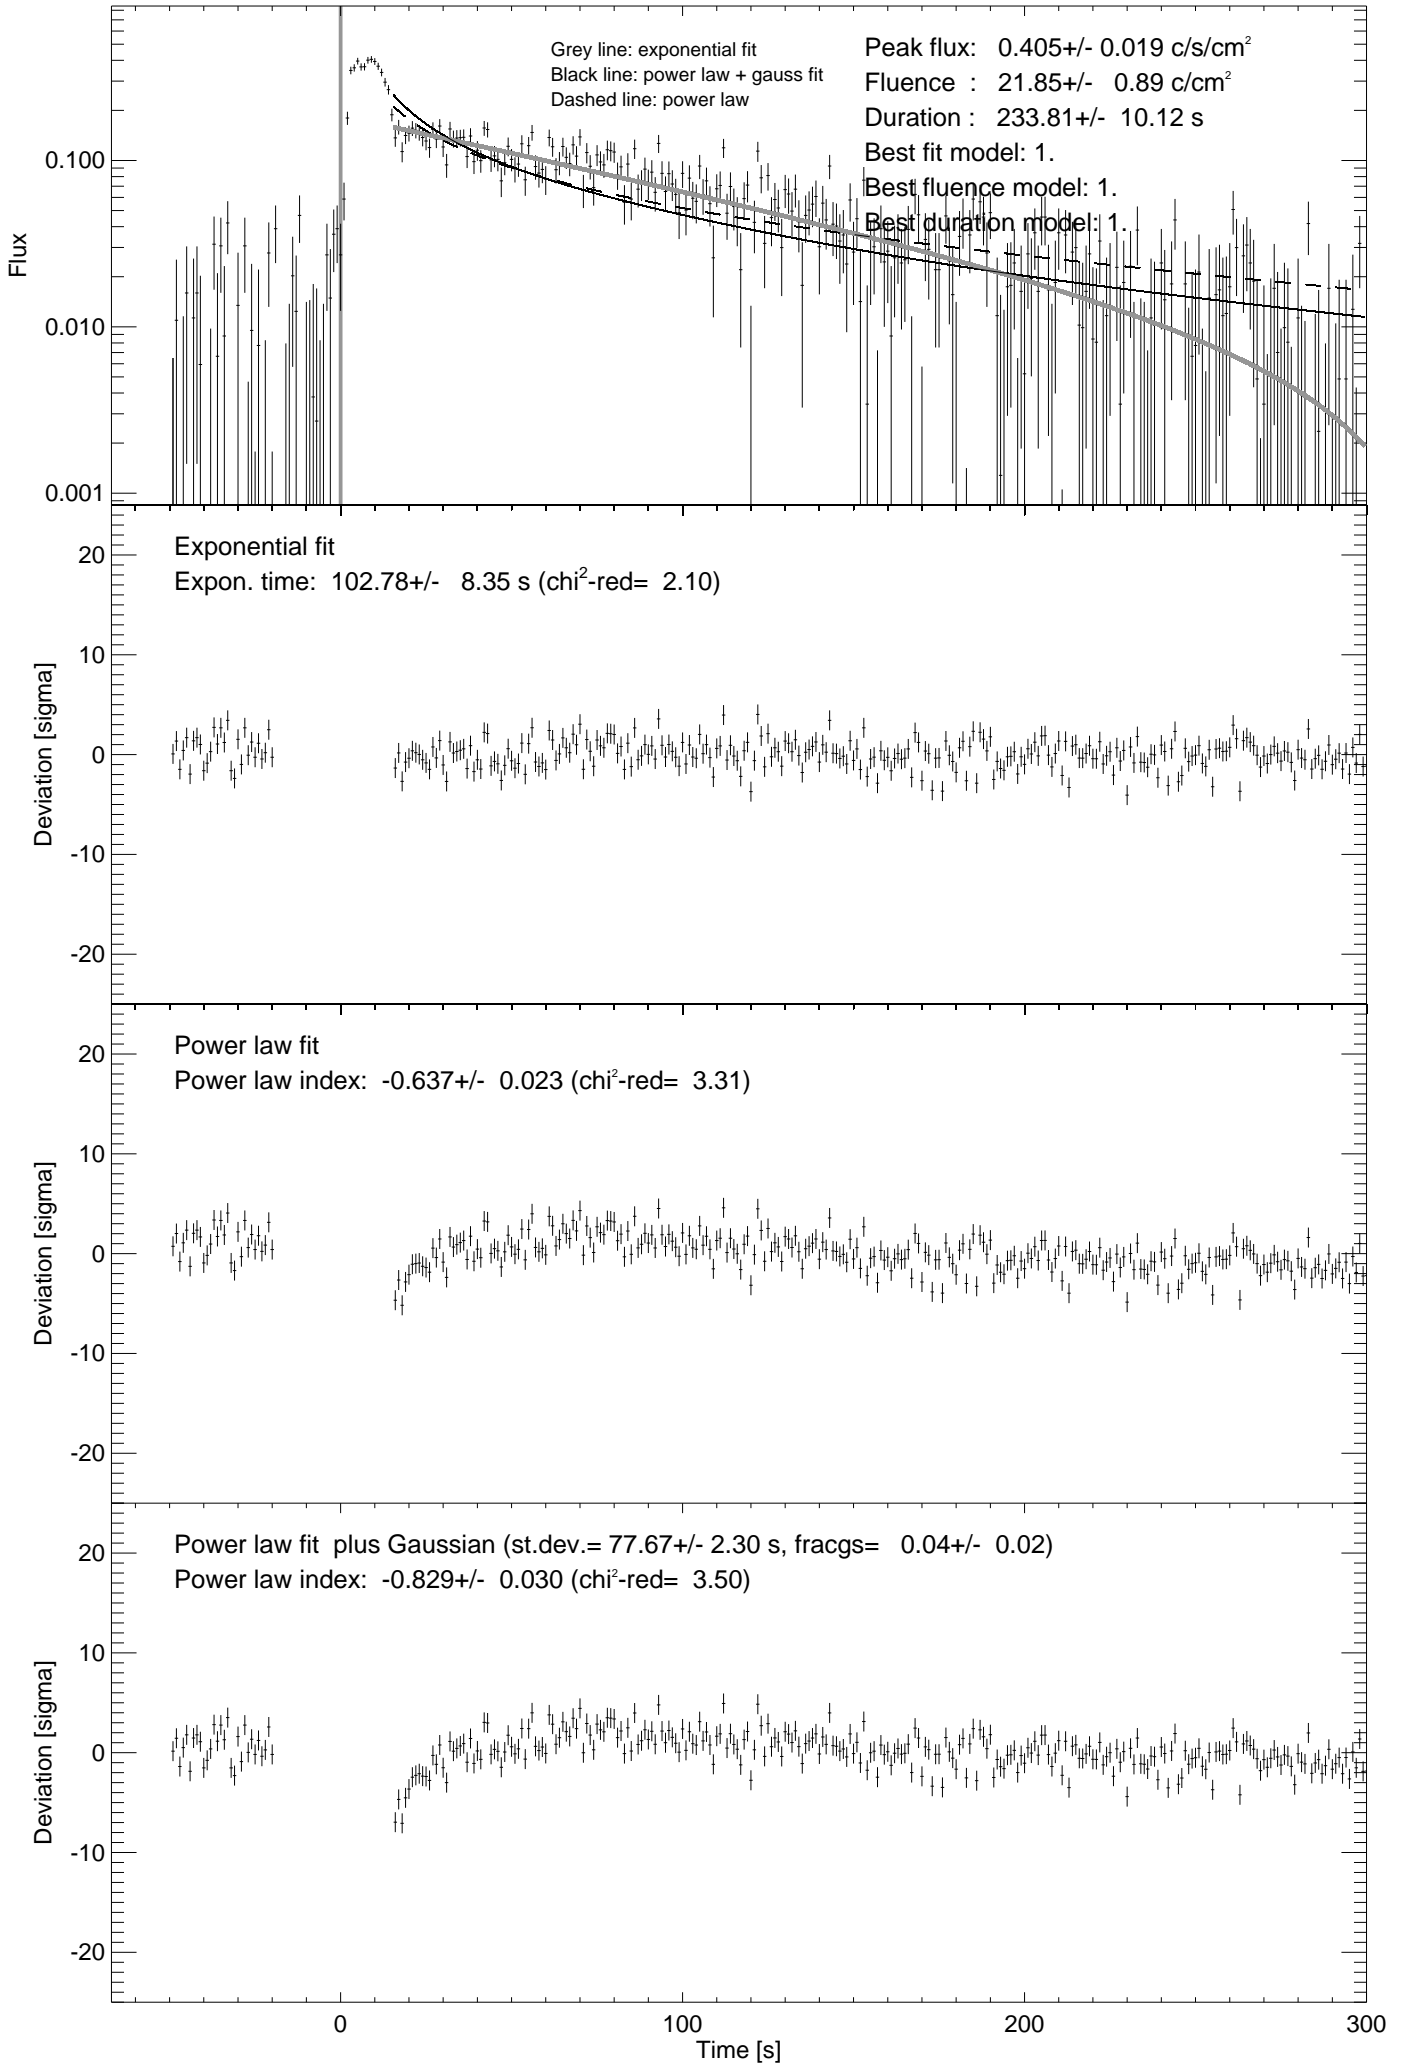 Grey line: exponential fit
Black line: power law + gauss fit
Dashed line: power law
Peak flux: 0.405+/- 0.019 c/s/cm²
Fluence : 21.85+/- 0.89 c/cm²
Duration : 233.81+/- 10.12 s
Best fit model: 1.
Best fluence model: 1.
Best duration model: 1.
Flux
0.100
0.010
0.001
Exponential fit
Expon. time: 102.78+/- 8.35 s (chi²-red= 2.10)
Deviation [sigma]
20
10
0
-10
-20
Power law fit
Power law index: -0.637+/- 0.023 (chi²-red= 3.31)
Deviation [sigma]
20
10
0
-10
-20
Power law fit plus Gaussian (st.dev.= 77.67+/- 2.30 s, fracgs= 0.04+/- 0.02)
Power law index: -0.829+/- 0.030 (chi²-red= 3.50)
Deviation [sigma]
20
10
0
-10
-20
0 100 200 300
Time [s]